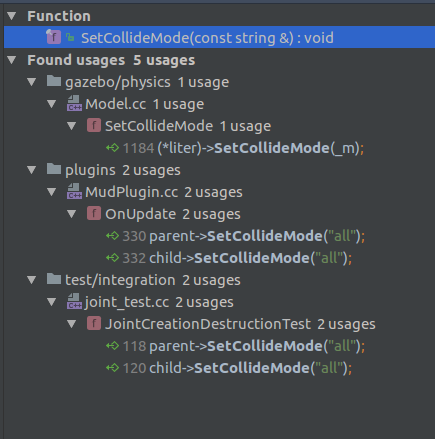 Function
SetCollideMode(const string &) : void
Found usages 5 usages
gazebo/physics 1 usage
Model.cc 1 usage
SetCollideMode 1 usage
1184 (*liter)->SetCollideMode(_m);
plugins 2 usages
MudPlugin.cc 2 usages
OnUpdate 2 usages
330 parent->SetCollideMode("all");
332 child->SetCollideMode("all");
test/integration 2 usages
joint_test.cc 2 usages
JointCreationDestructionTest 2 usages
118 parent->SetCollideMode("all");
120 child->SetCollideMode("all");